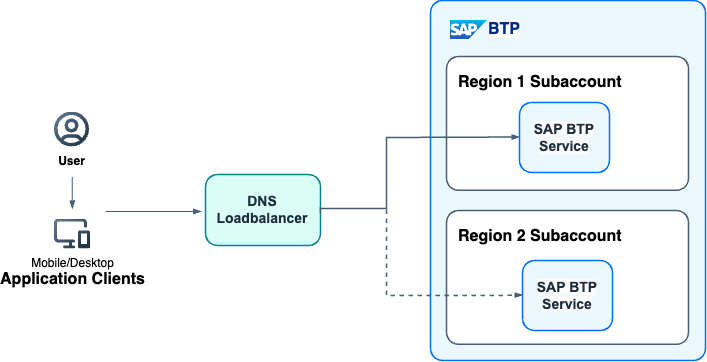 SAP BTP
Region 1 Subaccount
SAP BTP
Service
User
DNS
Loadbalancer
Mobile/Desktop
Application Clients
Region 2 Subaccount
SAP BTP
Service